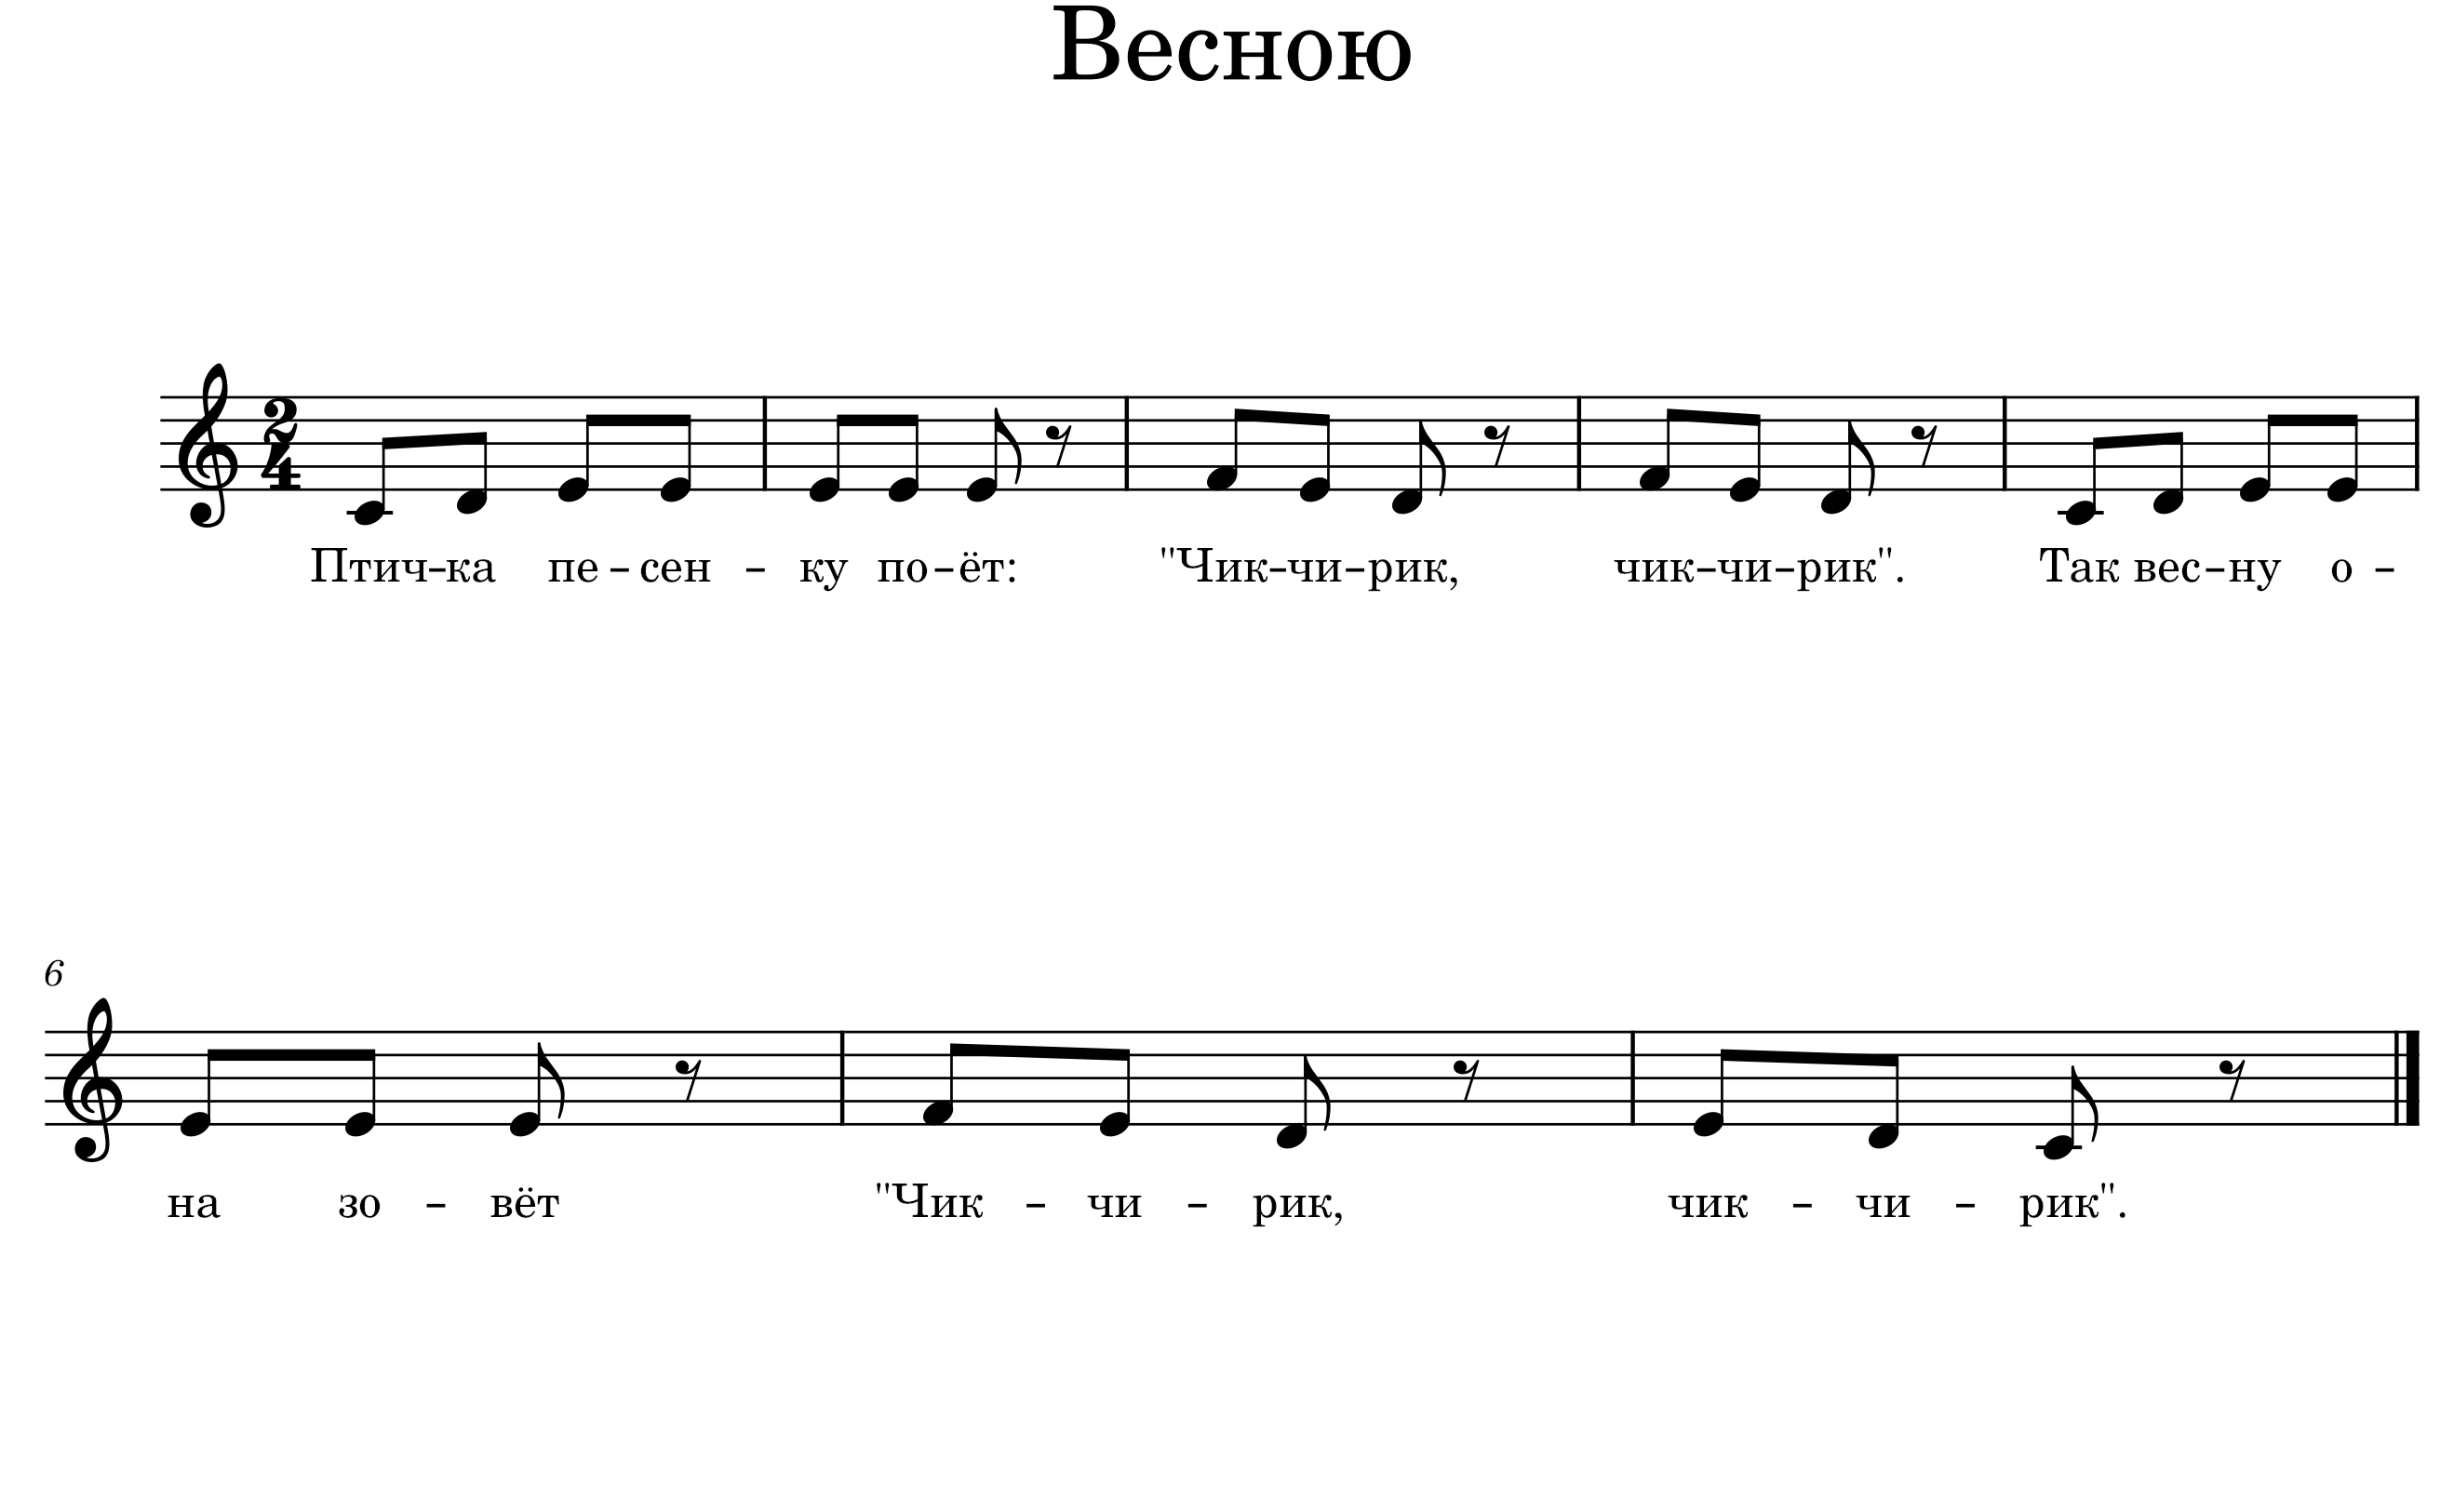 Весною
Птич-ка пе - сен - ку по-ёт: "Чик-чи-рик, чик-чи-рик". Так вес-ну о -
6
на зо - вёт "Чик - чи - рик, чик - чи - рик".